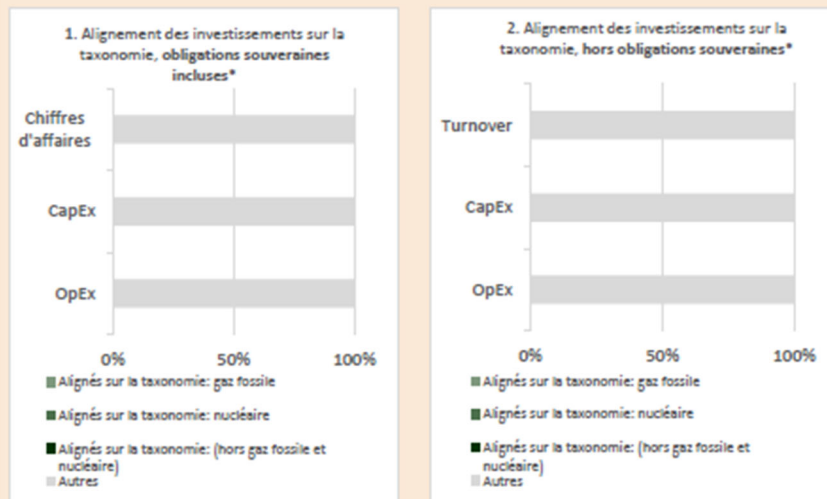 1. Alignement des investissements sur la
taxonomie, obligations souveraines
incluses*
Chiffres
d'affaires
CapEx
OpEx
0%
50%
100%
Alignés sur la taxonomie: gaz fossile
Alignés sur la taxonomie: nucléaire
Alignés sur la taxonomie: (hors gaz fossile et
nucléaire)
Autres
2. Alignement des investissements sur la
taxonomie, hors obligations souveraines*
Turnover
CapEx
OpEx
0%
50%
100%
Alignés sur la taxonomie: gaz fossile
Alignés sur la taxonomie: nucléaire
Alignés sur la taxonomie: (hors gaz fossile et
nucléaire)
Autres